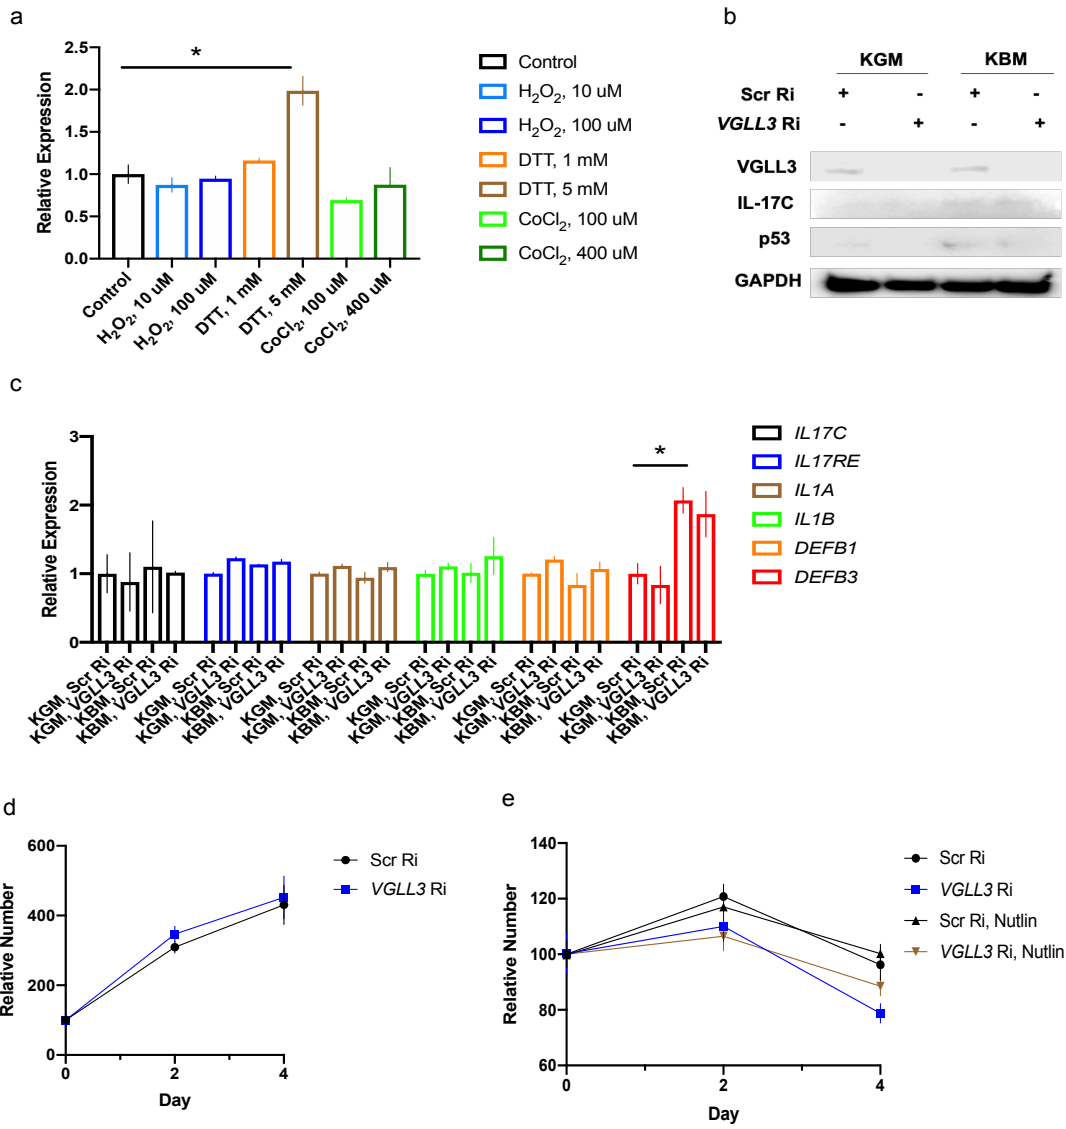 a
*
2.5
2.0
1.5
1.0
0.5
0.0
Relative Expression
Control
H₂O₂, 10 uM
H₂O₂, 100 uM
DTT, 1 mM
DTT, 5 mM
CoCl₂, 100 uM
CoCl₂, 400 uM
Control
H₂O₂, 10 uM
H₂O₂, 100 uM
DTT, 1 mM
DTT, 5 mM
CoCl₂, 100 uM
CoCl₂, 400 uM
b
KGM KBM
Scr Ri + - + -
VGLL3 Ri - + - +
VGLL3
IL-17C
p53
GAPDH
c
*
3
2
1
0
Relative Expression
KGM, Scr Ri
KGM, VGLL3 Ri
KBM, Scr Ri
KBM, VGLL3 Ri
KGM, Scr Ri
KGM, VGLL3 Ri
KBM, Scr Ri
KBM, VGLL3 Ri
KGM, Scr Ri
KGM, VGLL3 Ri
KBM, Scr Ri
KBM, VGLL3 Ri
KGM, Scr Ri
KGM, VGLL3 Ri
KBM, Scr Ri
KBM, VGLL3 Ri
KGM, Scr Ri
KGM, VGLL3 Ri
KBM, Scr Ri
KBM, VGLL3 Ri
KGM, Scr Ri
KGM, VGLL3 Ri
KBM, Scr Ri
KBM, VGLL3 Ri
IL17C
IL17RE
IL1A
IL1B
DEFB1
DEFB3
d
600
400
200
0
Relative Number
0 2 4
Day
Scr Ri
VGLL3 Ri
e
140
120
100
80
60
Relative Number
0 2 4
Day
Scr Ri
VGLL3 Ri
Scr Ri, Nutlin
VGLL3 Ri, Nutlin